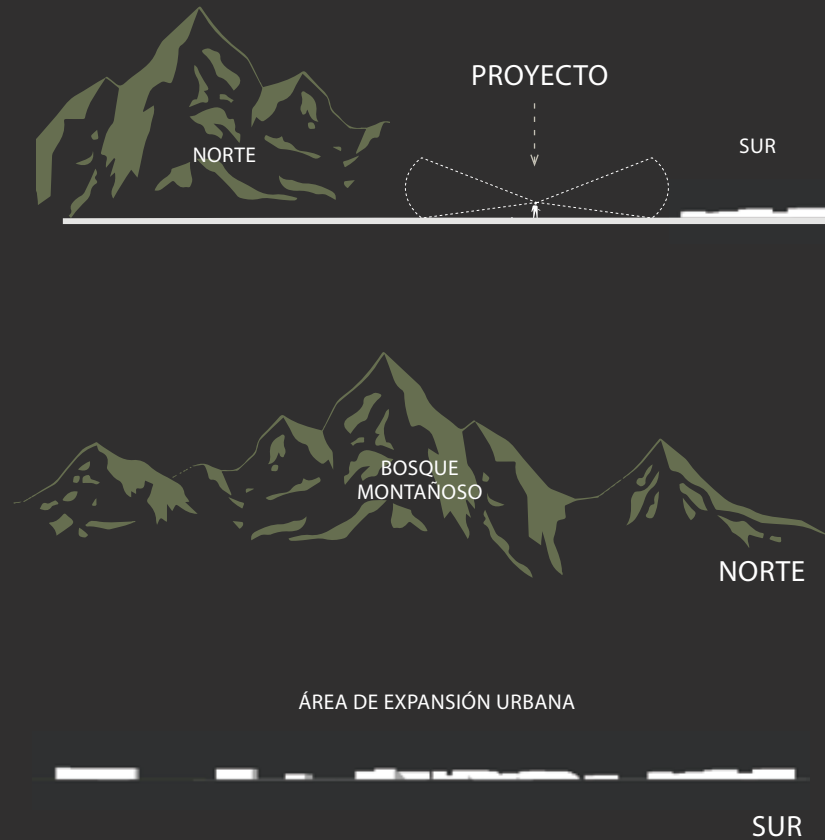 PROYECTO
NORTE
SUR
BOSQUE
MONTAÑOSO
NORTE
ÁREA DE EXPANSIÓN URBANA
SUR